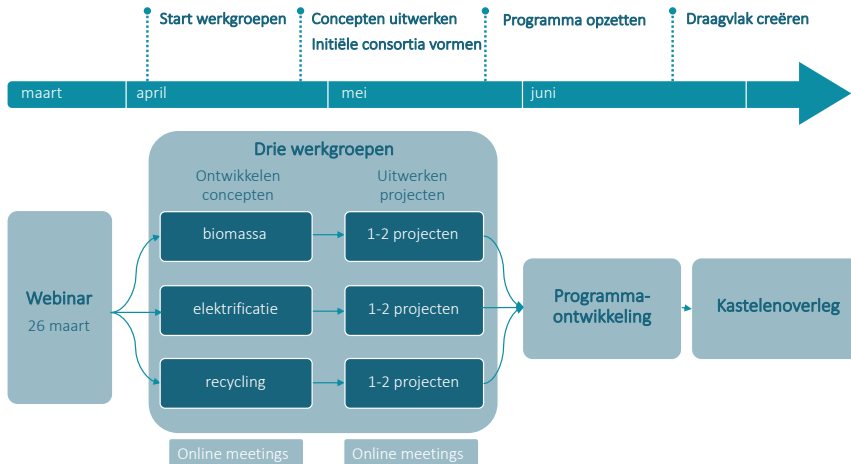 Start werkgroepen
Concepten uitwerken
Initiële consortia vormen
Programma opzetten
Draagvlak creëren
maart
april
mei
juni
Drie werkgroepen
Ontwikkelen
concepten
Uitwerken
projecten
biomassa
1-2 projecten
Webinar
26 maart
elektrificatie
1-2 projecten
Programma-
ontwikkeling
Kastelenoverleg
recycling
1-2 projecten
Online meetings
Online meetings